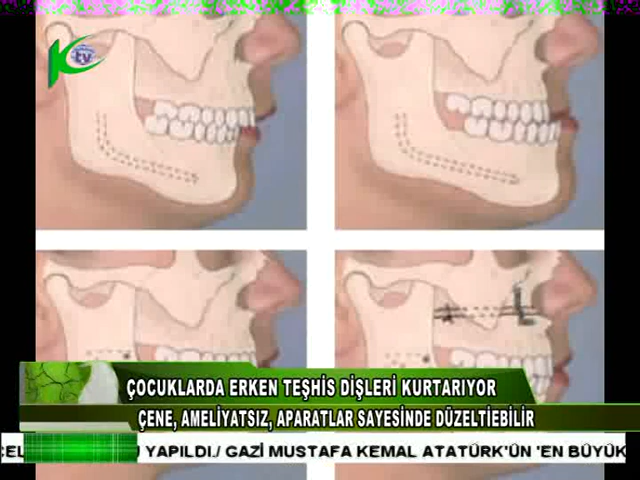 tv
ÇOCUKLARDA ERKEN TEŞHİS DİŞLERİ KURTARIYOR
ÇENE, AMELİYATSIZ, APARATLAR SAYESİNDE DÜZELTİEBİLİR
YAPILDI./ GAZİ MUSTAFA KEMAL ATATÜRK'ÜN 'EN BÜYÜK